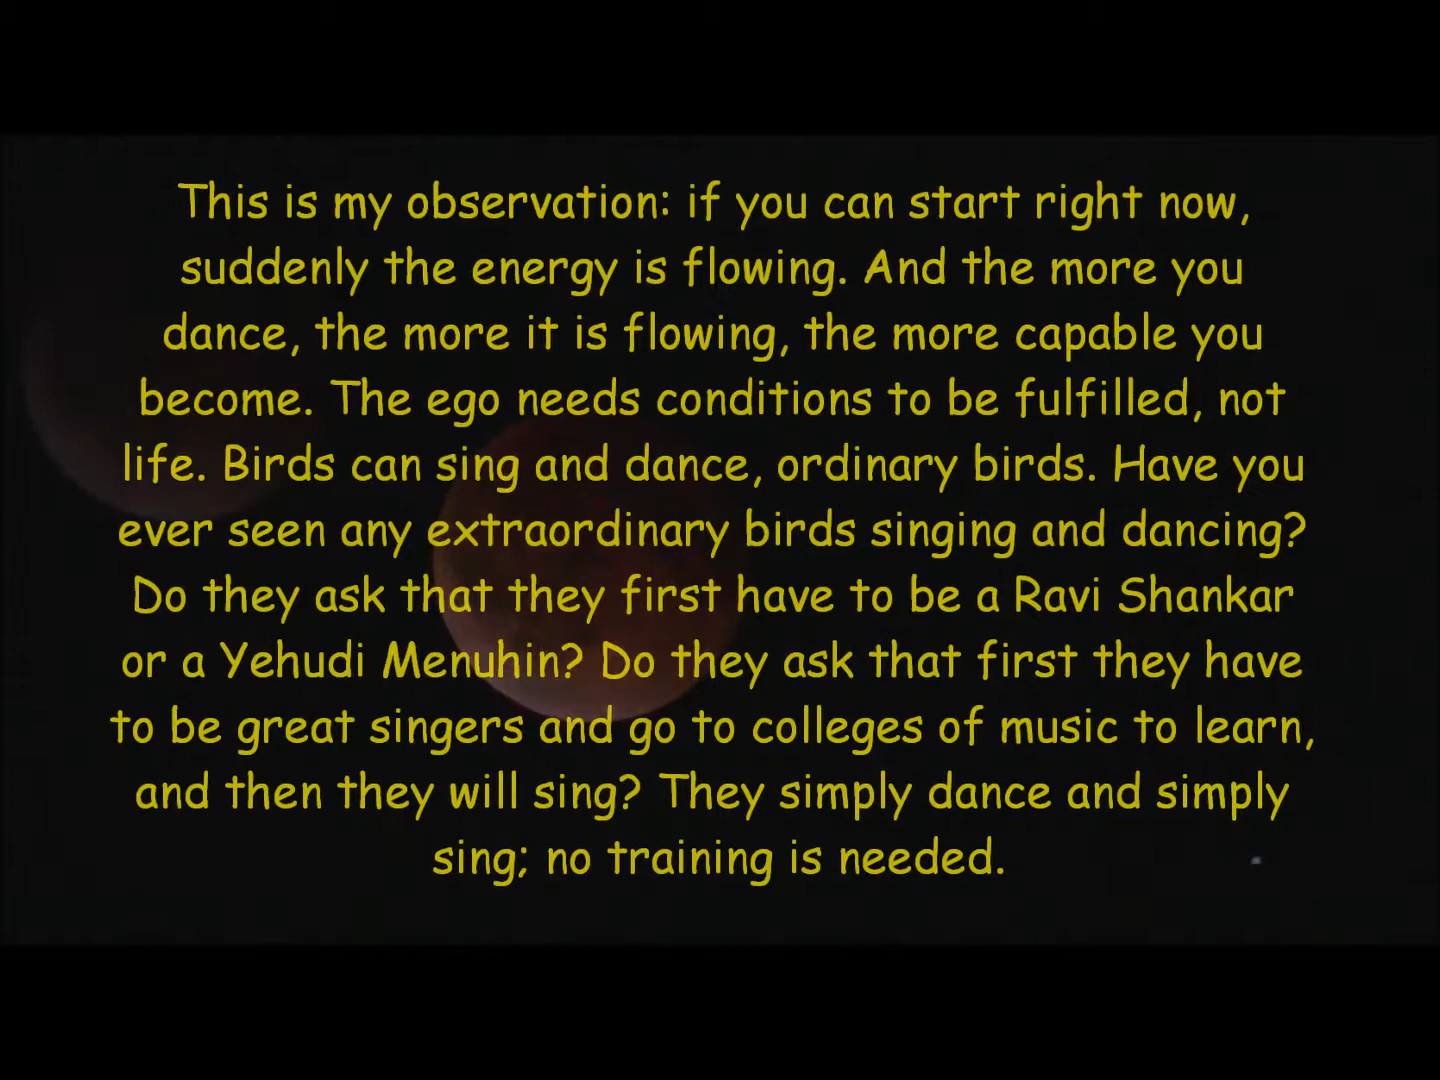 This is my observation: if you can start right now,
suddenly the energy is flowing. And the more you
dance, the more it is flowing, the more capable you
become. The ego needs conditions to be fulfilled, not
life. Birds can sing and dance, ordinary birds. Have you
ever seen any extraordinary birds singing and dancing?
Do they ask that they first have to be a Ravi Shankar
or a Yehudi Menuhin? Do they ask that first they have
to be great singers and go to colleges of music to learn,
and then they will sing? They simply dance and simply
sing; no training is needed.